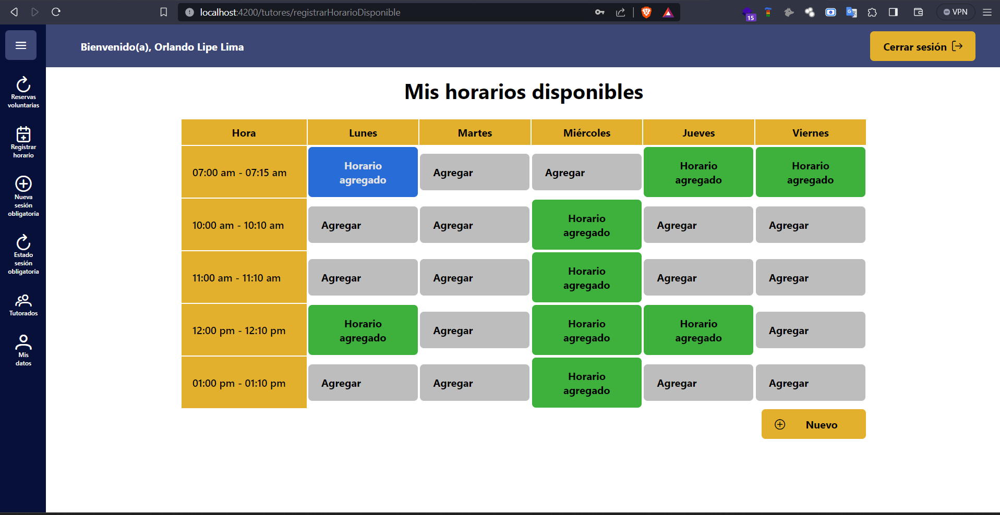 localhost:4200/tutores/registrarHorarioDisponible
15
VPN
Bienvenido(a), Orlando Lipe Lima
Cerrar sesión
Reservas
voluntarias
Registrar
horario
Nueva
sesión
obligatoria
Estado
sesión
obligatoria
Tutorados
Mis
datos
Mis horarios disponibles
Hora Lunes Martes Miércoles Jueves Viernes
07:00 am - 07:15 am
Horario
agregado
Agregar
Agregar
Horario
agregado
Horario
agregado
10:00 am - 10:10 am
Agregar
Agregar
Horario
agregado
Agregar
Agregar
11:00 am - 11:10 am
Agregar
Agregar
Horario
agregado
Agregar
Agregar
12:00 pm - 12:10 pm
Horario
agregado
Agregar
Horario
agregado
Horario
agregado
Agregar
01:00 pm - 01:10 pm
Agregar
Agregar
Horario
agregado
Agregar
Agregar
Nuevo